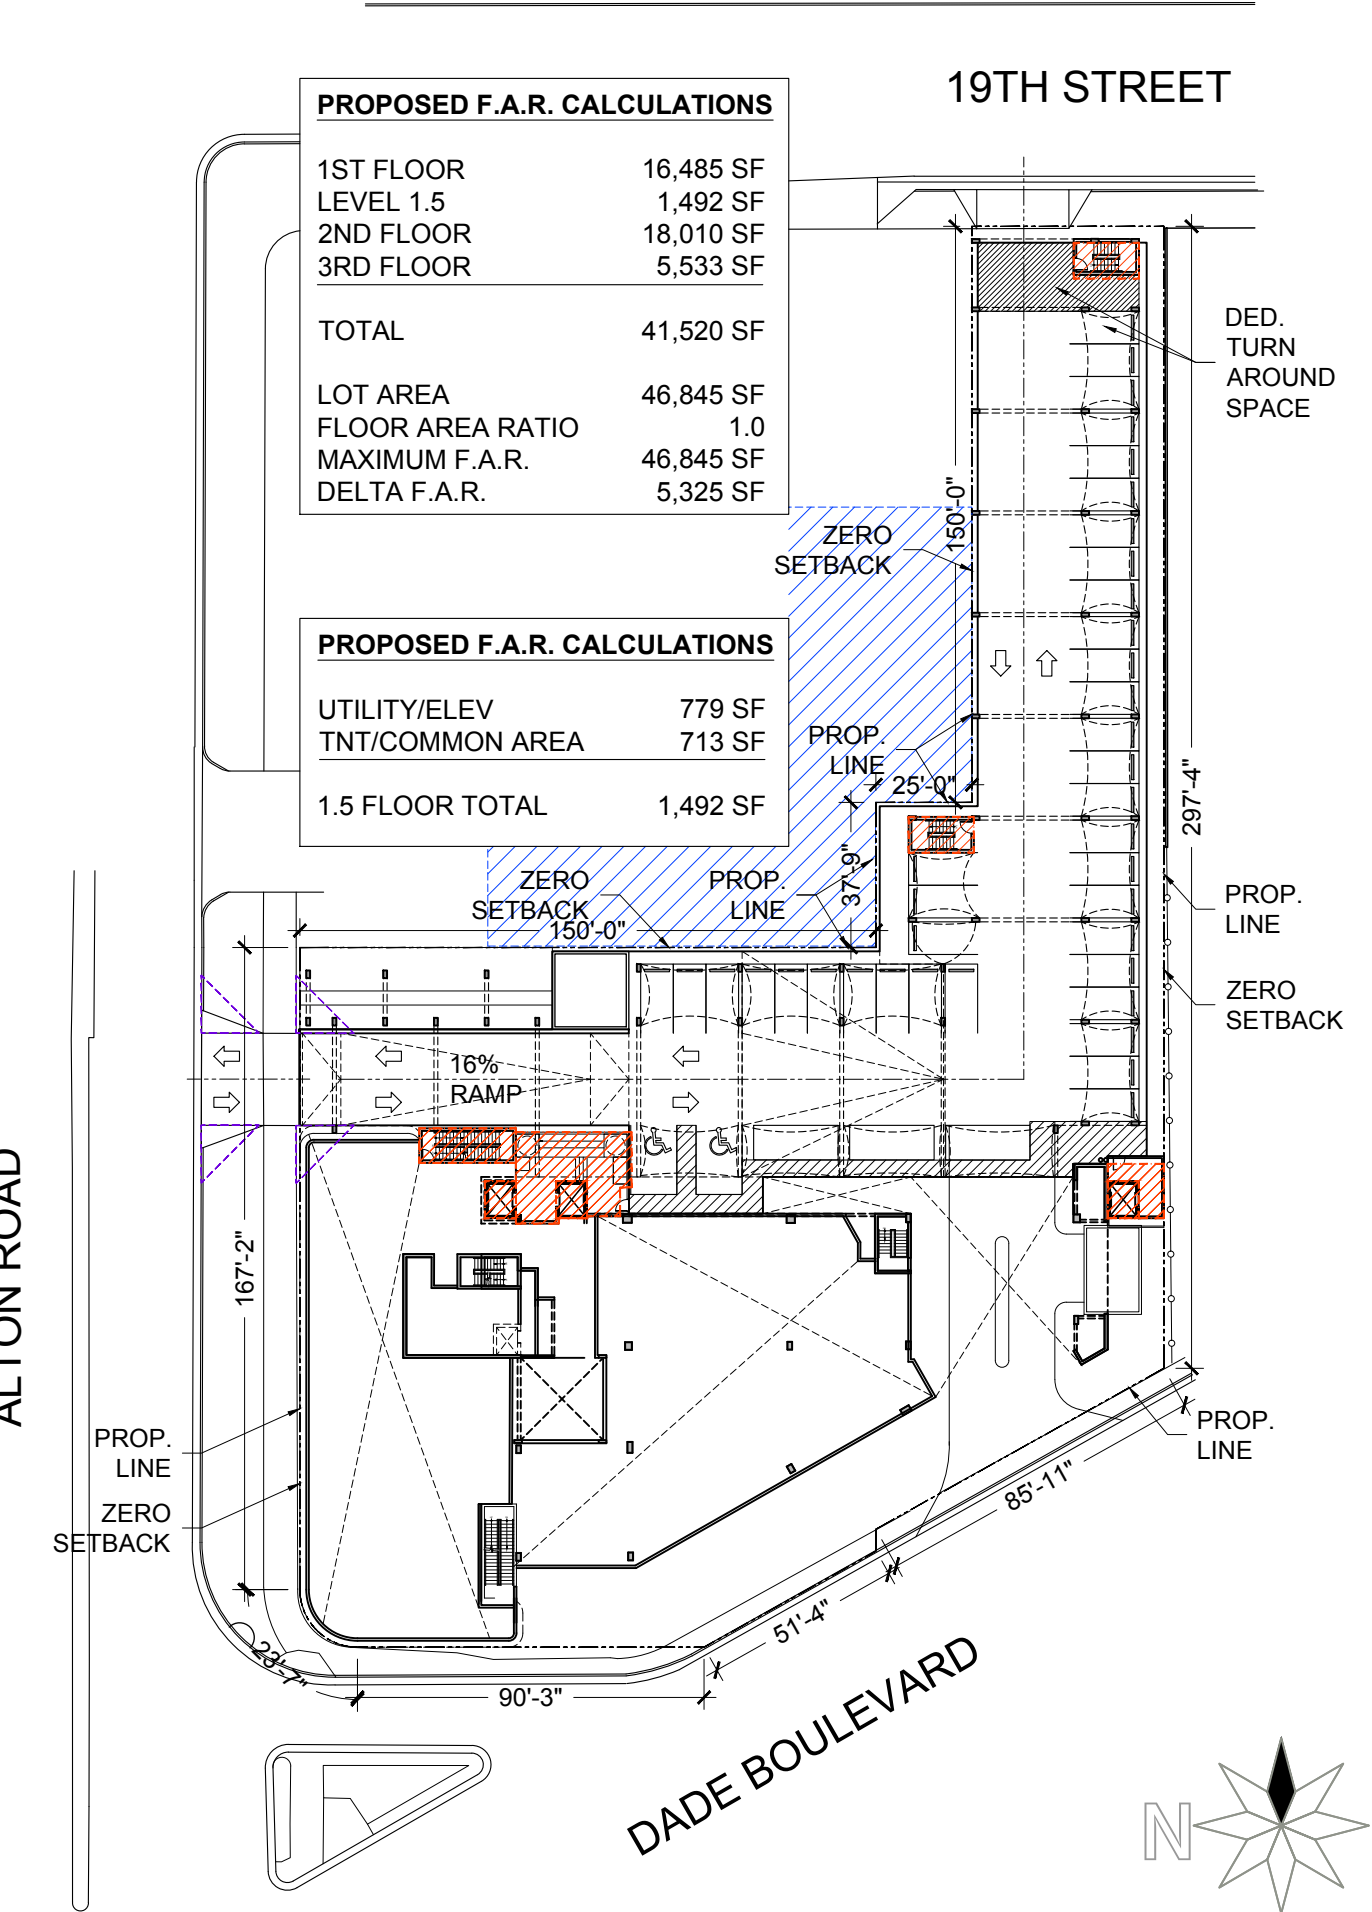 19TH STREET
PROPOSED F.A.R. CALCULATIONS
1ST FLOOR 16,485 SF
LEVEL 1.5 1,492 SF
2ND FLOOR 18,010 SF
3RD FLOOR 5,533 SF
TOTAL 41,520 SF
LOT AREA 46,845 SF
FLOOR AREA RATIO 1.0
MAXIMUM F.A.R. 46,845 SF
DELTA F.A.R. 5,325 SF
DED.
TURN
AROUND
SPACE
150'-0"
ZERO
SETBACK
PROPOSED F.A.R. CALCULATIONS
UTILITY/ELEV 779 SF
TNT/COMMON AREA 713 SF
1.5 FLOOR TOTAL 1,492 SF
PROP.
LINE
25'-0"
297'-4"
37'-9"
ZERO
SETBACK
PROP.
LINE
150'-0"
PROP.
LINE
ZERO
SETBACK
16%
RAMP
ALTON ROAD
167'-2"
PROP.
LINE
ZERO
SETBACK
PROP.
LINE
85'-11"
51'-4"
23'-7"
90'-3"
DADE BOULEVARD
N